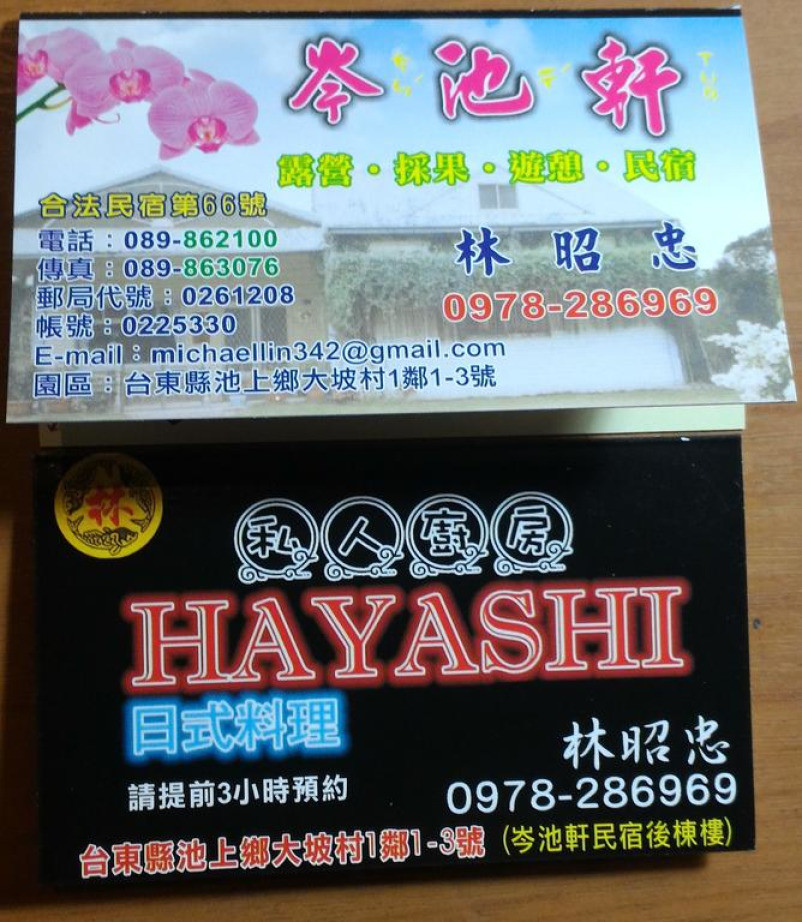 岑池軒
露營・採果・遊憩・民宿
合法民宿第66號
電話：089-862100
傳真：089-863076
郵局代號：0261208
帳號：0225330
E-mail：michaellin342@gmail.com
園區：台東縣池上鄉大坡村1鄰1-3號
林昭忠
0978-286969
林
私人廚房
HAYASHI
日式料理
請提前3小時預約
林昭忠
0978-286969
台東縣池上鄉大坡村1鄰1-3號 (岑池軒民宿後棟樓)